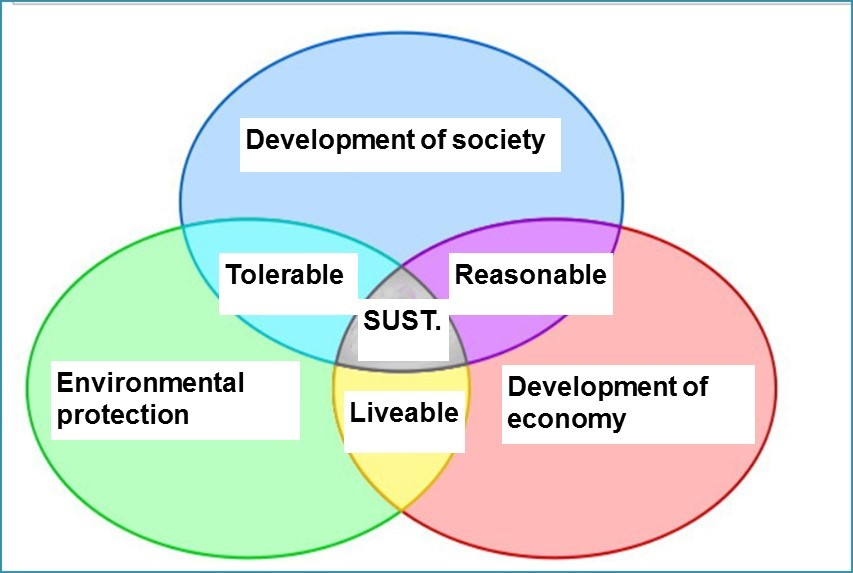 Development of society
Tolerable
Reasonable
SUST.
Environmental
protection
Liveable
Development of
economy